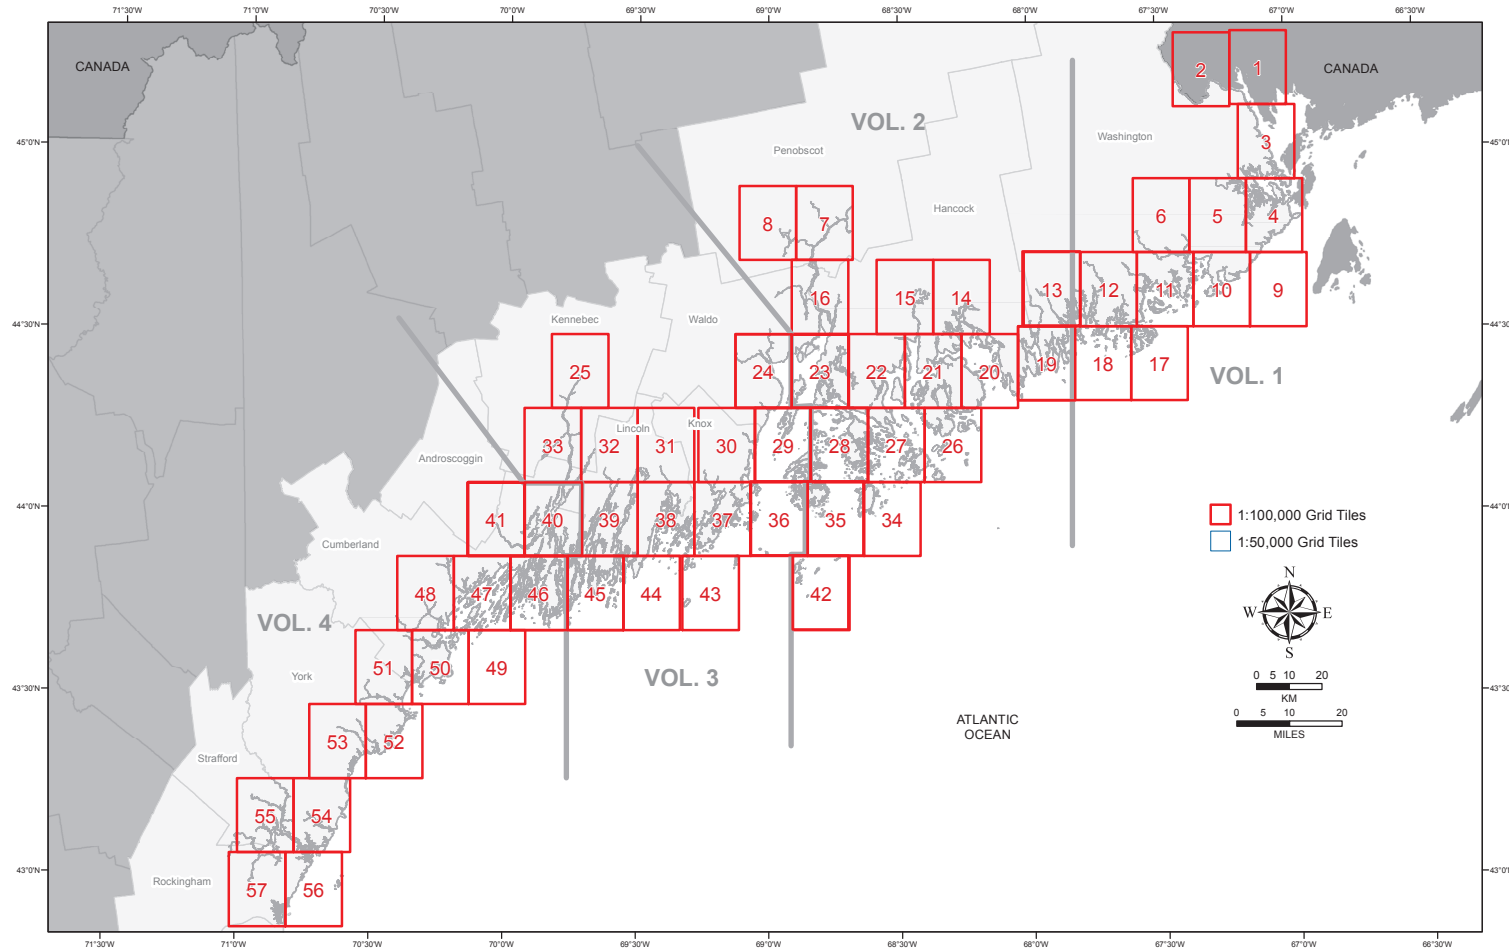 71°30'W 71°0'W 70°30'W 70°0'W 69°30'W 69°0'W 68°30'W 68°0'W 67°30'W 67°0'W 66°30'W
CANADA
2
1
CANADA
VOL. 2
Washington
45°0'N
3
45°0'N
Penobscot
Hancock
8
7
6
5
4
16
15
14
13
12
11
10
9
Kennebec
Waldo
44°30'N
44°30'N
25
24
23
22
21
20
19
18
17
VOL. 1
Lincoln
Knox
33
32
31
30
29
28
27
26
Androscoggin
44°0'N
44°0'N
41
40
39
38
37
36
35
34
1:100,000 Grid Tiles
1:50,000 Grid Tiles
Cumberland
48
47
46
45
44
43
42
N
W
E
S
VOL. 4
York
51
50
49
VOL. 3
43°30'N
43°30'N
0 5 10 20
KM
0 5 10 20
MILES
ATLANTIC
OCEAN
53
52
Strafford
55
54
43°0'N
43°0'N
Rockingham
57
56
71°30'W 71°0'W 70°30'W 70°0'W 69°30'W 69°0'W 68°30'W 68°0'W 67°30'W 67°0'W